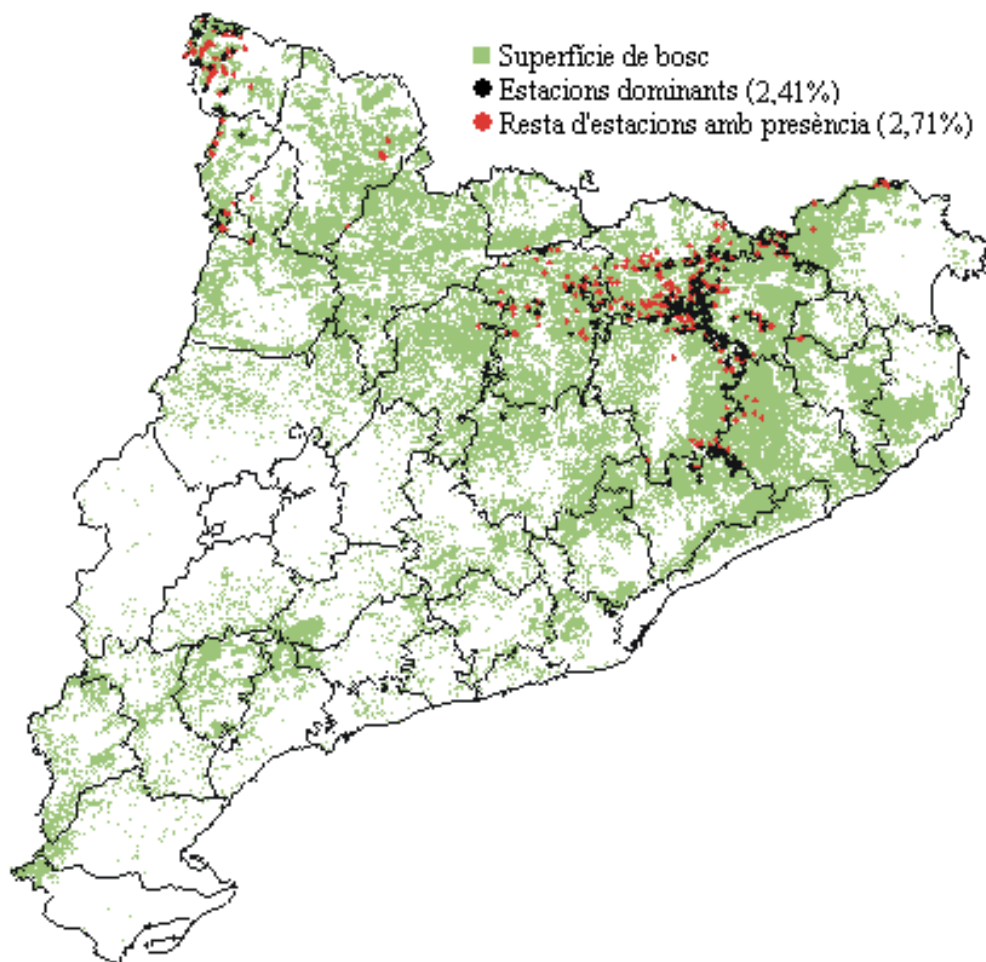 Superfície de bosc
Estacions dominants (2,41%)
Resta d'estacions amb presència (2,71%)